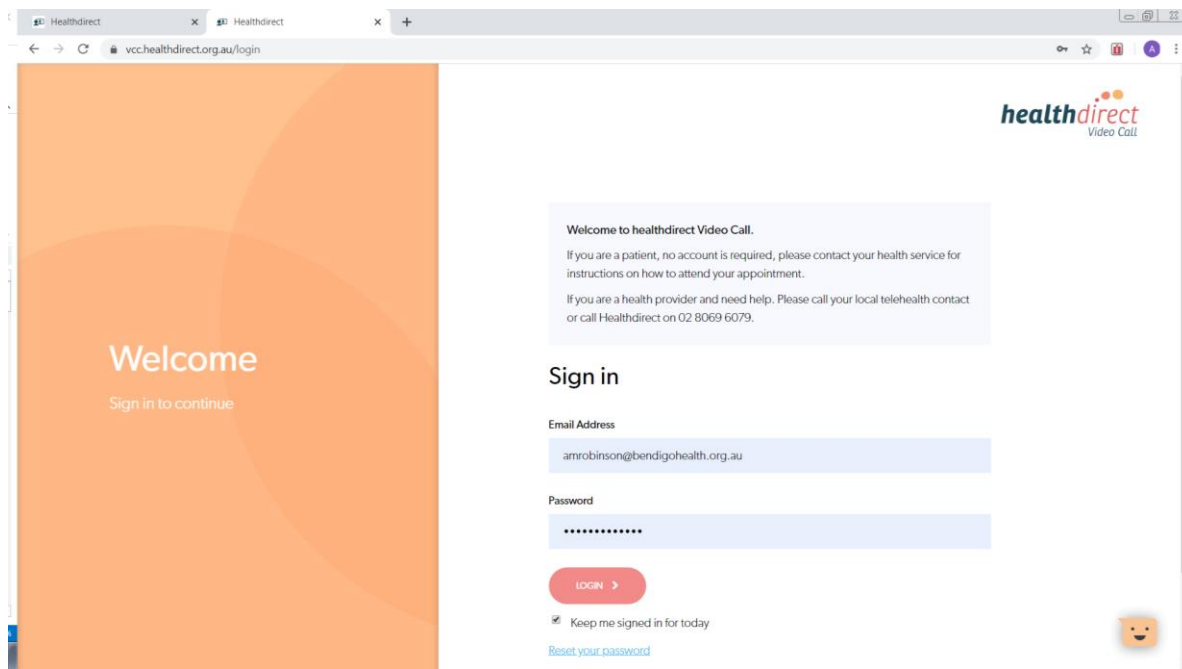 Healthdirect
Healthdirect
vcc.healthdirect.org.au/login
A
healthdirect
Video Call
Welcome to healthdirect Video Call.
If you are a patient, no account is required, please contact your health service for
instructions on how to attend your appointment.
If you are a health provider and need help. Please call your local telehealth contact
or call Healthdirect on 02 8069 6079.
Welcome
Sign in to continue
Sign in
Email Address
amrobinson@bendigohealth.org.au
Password
•••••••••••••
LOGIN >
Keep me signed in for today
Reset your password